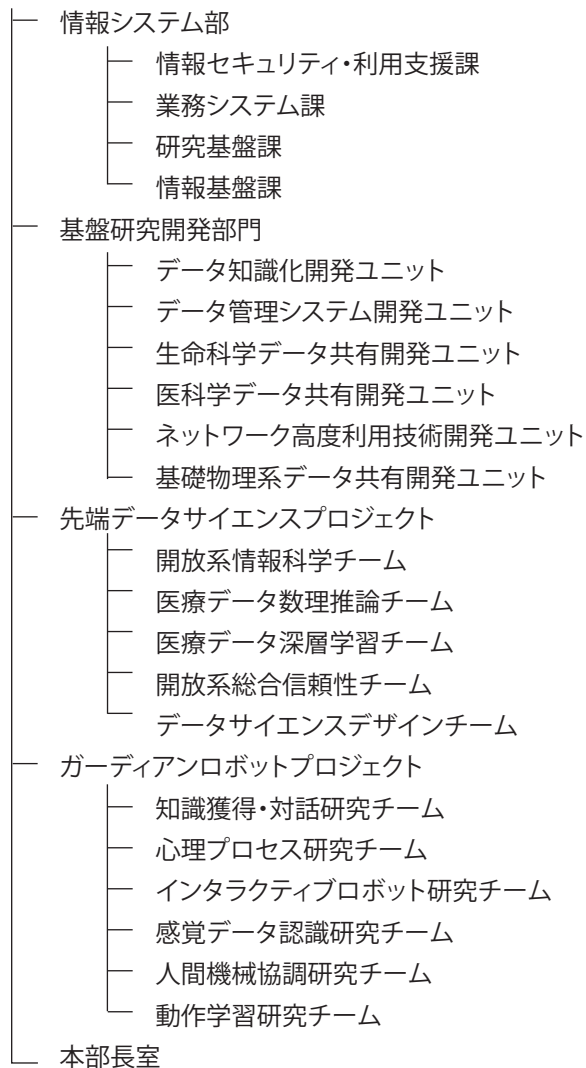 情報システム部
情報セキュリティ・利用支援課
業務システム課
研究基盤課
情報基盤課
基盤研究開発部門
データ知識化開発ユニット
データ管理システム開発ユニット
生命科学データ共有開発ユニット
医科学データ共有開発ユニット
ネットワーク高度利用技術開発ユニット
基礎物理系データ共有開発ユニット
先端データサイエンスプロジェクト
開放系情報科学チーム
医療データ数理推論チーム
医療データ深層学習チーム
開放系総合信頼性チーム
データサイエンスデザインチーム
ガーディアンロボットプロジェクト
知識獲得・対話研究チーム
心理プロセス研究チーム
インタラクティブロボット研究チーム
感覚データ認識研究チーム
人間機械協調研究チーム
動作学習研究チーム
本部長室